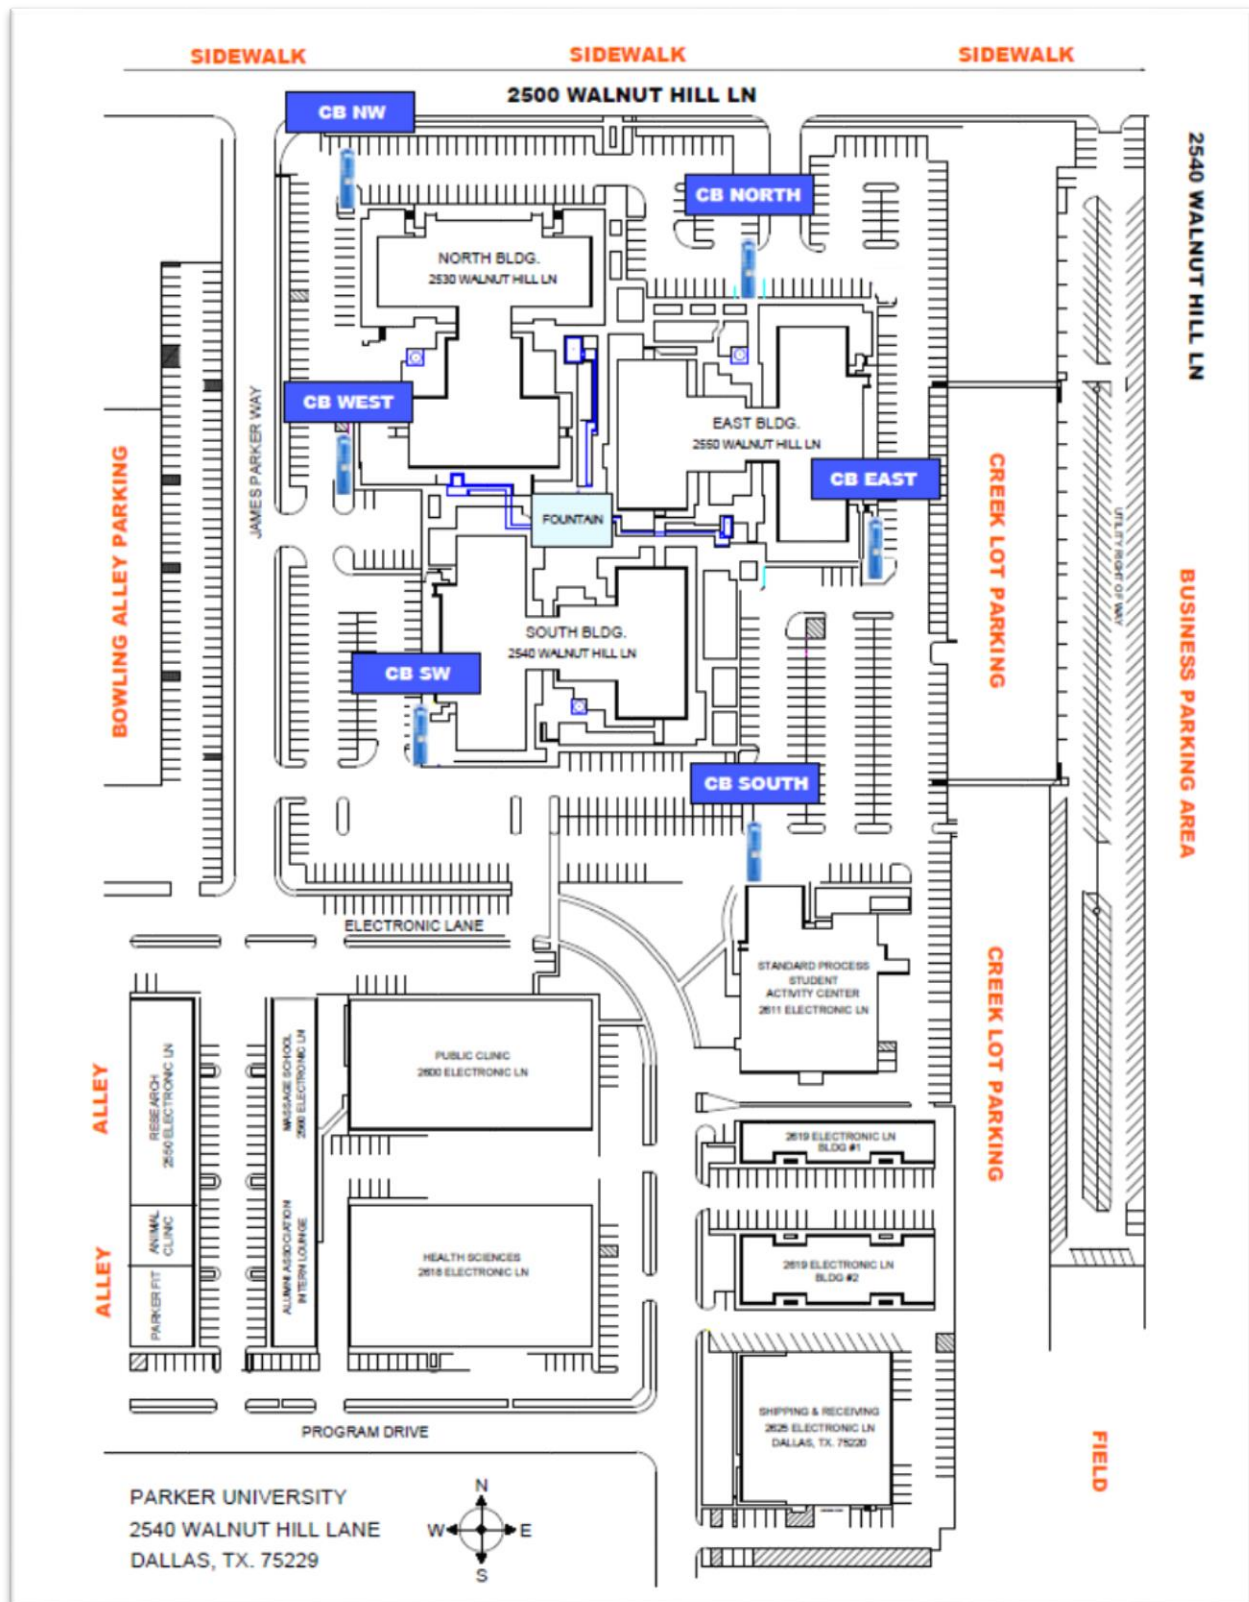 SIDEWALK
SIDEWALK
SIDEWALK
2500 WALNUT HILL LN
CB NW
2540 WALNUT HILL LN
CB NORTH
NORTH BLDG.
2530 WALNUT HILL LN
CB WEST
JAMES PARKER WAY
EAST BLDG.
2550 WALNUT HILL LN
CB EAST
BOWLING ALLEY PARKING
CREEK LOT PARKING
UTILITY RIGHT OF WAY
FOUNTAIN
BUSINESS PARKING AREA
SOUTH BLDG.
2540 WALNUT HILL LN
CB SW
CB SOUTH
ELECTRONIC LANE
STANDARD PROCESS
STUDENT
ACTIVITY CENTER
2611 ELECTRONIC LN
CREEK LOT PARKING
ALLEY
RESEARCH
2550 ELECTRONIC LN
MASSAGE SCHOOL
2560 ELECTRONIC LN
PUBLIC CLINIC
2600 ELECTRONIC LN
2619 ELECTRONIC LN
BLDG #1
ALLEY
ANIMAL
CLINIC
PARKER FIT
ALUMNI ASSOCIATION
INTERN LOUNGE
HEALTH SCIENCES
2618 ELECTRONIC LN
2619 ELECTRONIC LN
BLDG #2
SHIPPING & RECEIVING
2625 ELECTRONIC LN
DALLAS, TX. 75220
FIELD
PROGRAM DRIVE
PARKER UNIVERSITY
2540 WALNUT HILL LANE
DALLAS, TX. 75229
N
W
E
S